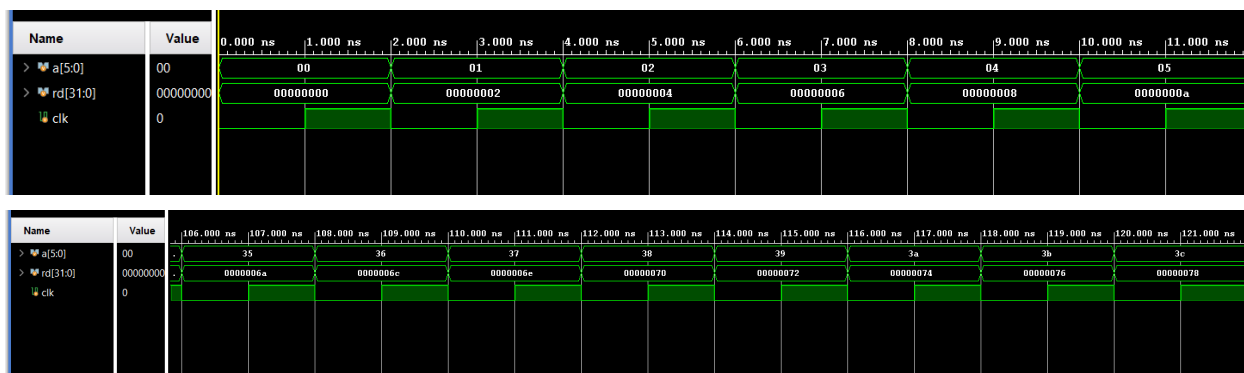 Name Value 0.000 ns 1.000 ns 2.000 ns 3.000 ns 4.000 ns 5.000 ns 6.000 ns 7.000 ns 8.000 ns 9.000 ns 10.000 ns 11.000 ns
> a[5:0] 00 00 01 02 03 04 05
> rd[31:0] 00000000 00000000 00000002 00000004 00000006 00000008 0000000a
clk 0
Name Value 106.000 ns 107.000 ns 108.000 ns 109.000 ns 110.000 ns 111.000 ns 112.000 ns 113.000 ns 114.000 ns 115.000 ns 116.000 ns 117.000 ns 118.000 ns 119.000 ns 120.000 ns 121.000 ns
> a[5:0] 00 . 35 36 37 38 39 3a 3b 3c
> rd[31:0] 00000000 . 0000006a 0000006c 0000006e 00000070 00000072 00000074 00000076 00000078
clk 0